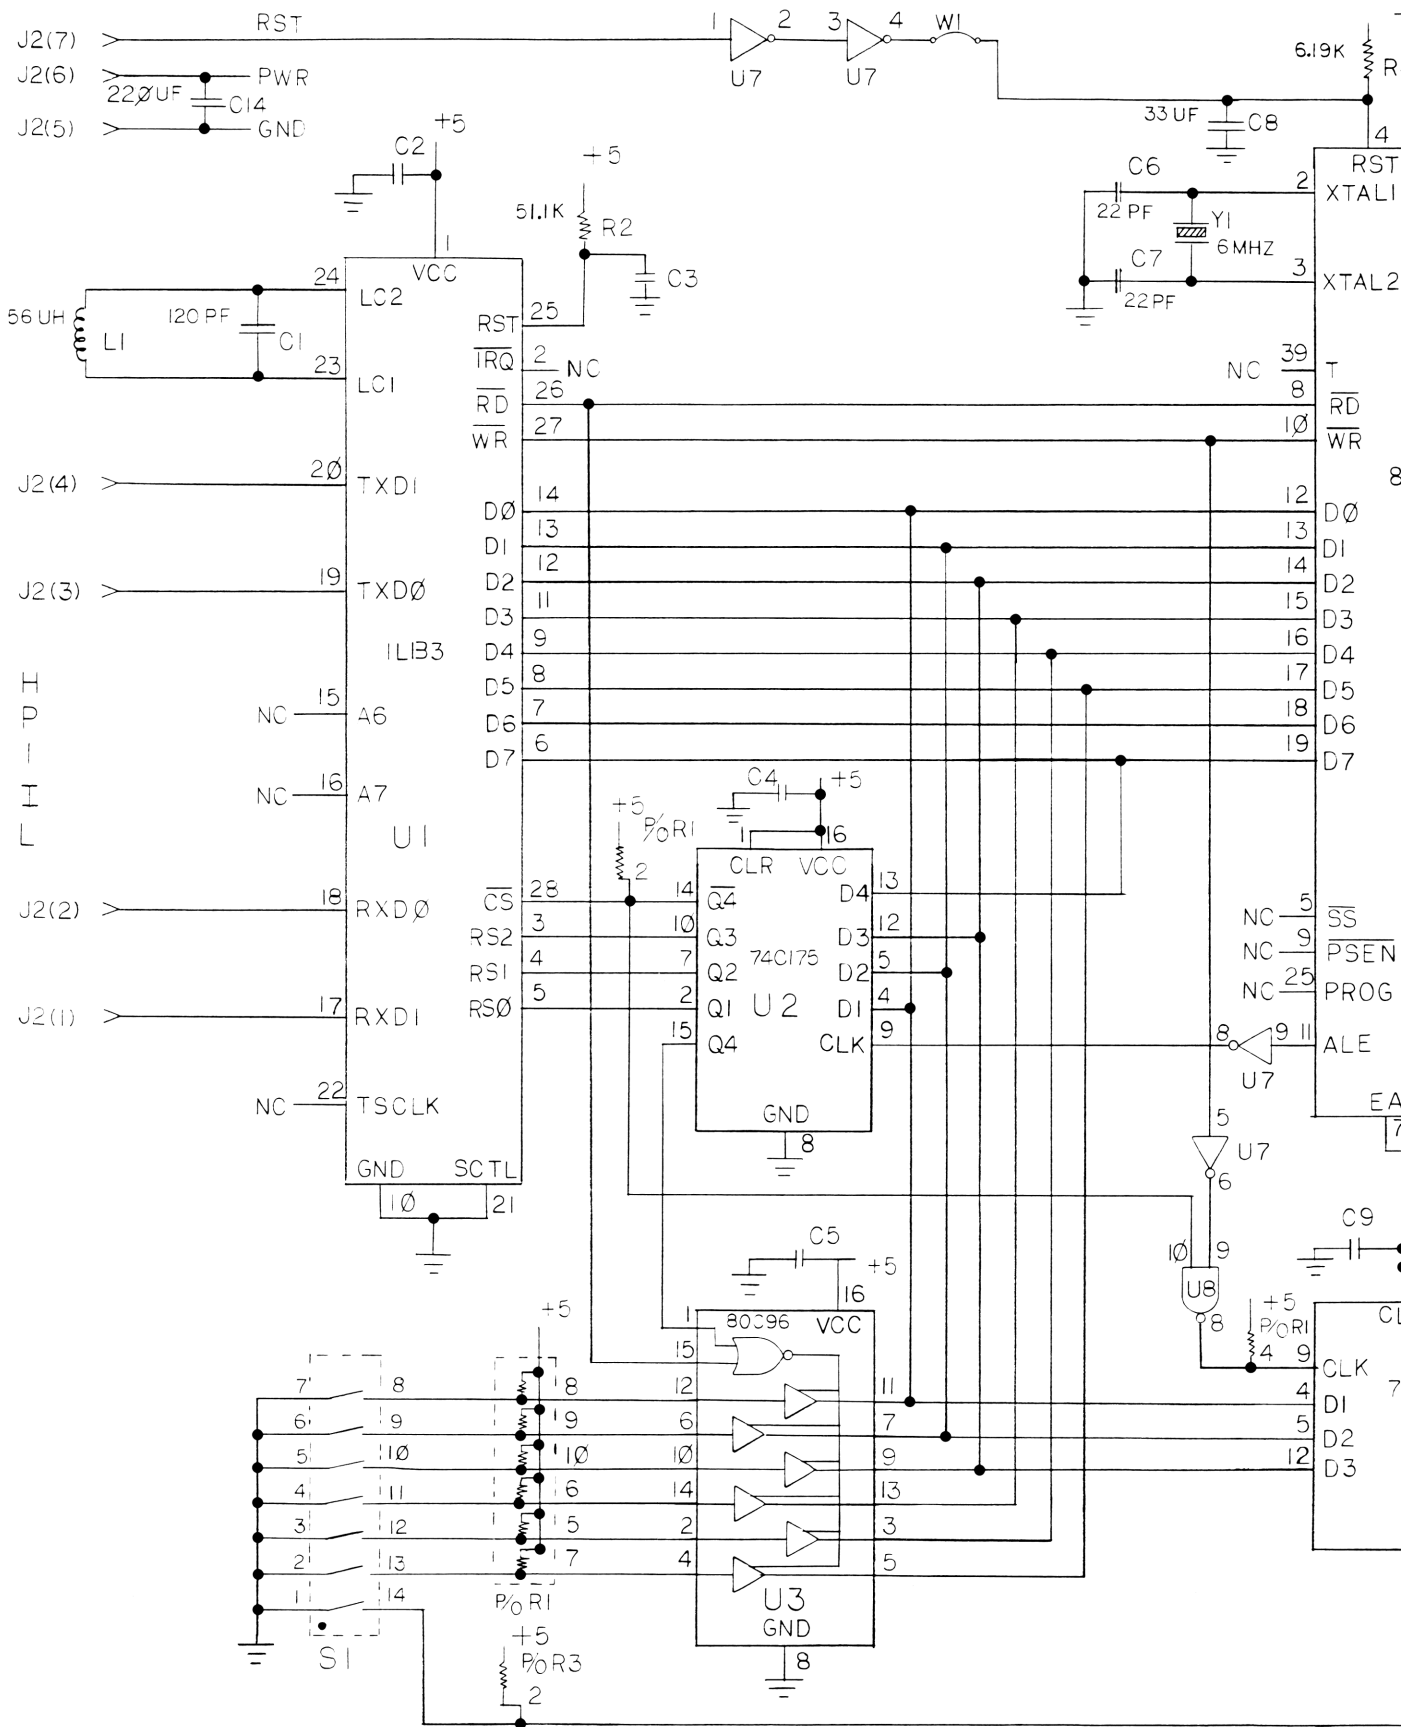 J2(7) RST 1 2 3 4 W1
U7 U7
J2(6) PWR
22ØUF C14
J2(5) GND
6.19K R
33 UF C8
4
+5
C2
+5
51.1K R2
C3
1
VCC
24 LC2
56 UH L1
120 PF C1
23 LC1
RST 25
IRQ 2 NC
RD 26
WR 27
RST
C6 2 XTAL1
22 PF Y1
6 MHZ
C7 3 XTAL2
22PF
NC 39 T
8 RD
1Ø WR
8
J2(4) 2Ø TXD1
DØ 14 12 DØ
D1 13 13 D1
D2 12 14 D2
J2(3) 19 TXDØ
D3 11 15 D3
ILB3 D4 9 16 D4
D5 8 17 D5
D6 7 18 D6
D7 6 19 D7
H
P
I
I
L
NC 15 A6
NC 16 A7
U1
C4 +5
+5 P/O R1
2
1 16
CLR VCC
CS 28 14 Q4 D4 13
J2(2) 18 RXDØ
RS2 3 10 Q3 D3 12
74C175
RS1 4 7 Q2 D2 5
RSØ 5 2 Q1 U2 D1 4
15 Q4 CLK 9
GND
8
J2(1) 17 RXD1
NC 22 TSCLK
GND SCTL
1Ø 21
NC 5 SS
NC 9 PSEN
NC 25 PROG
8 9 11 ALE
U7
EA
7
5
U7
6
1Ø 9
U8
8
C9
+5
P/O R1
4
CL
9 CLK
7
4 D1
5 D2
12 D3
C5
+5
16
1 80C96 VCC
15
12 11
6 7
1Ø 9
14 13
2 3
4 5
U3
GND
8
+5
7 8 8
6 9 9
5 1Ø 1Ø
4 11 6
3 12 5
2 13 7
1 14
P/O R1
S1
+5
P/O R3
2